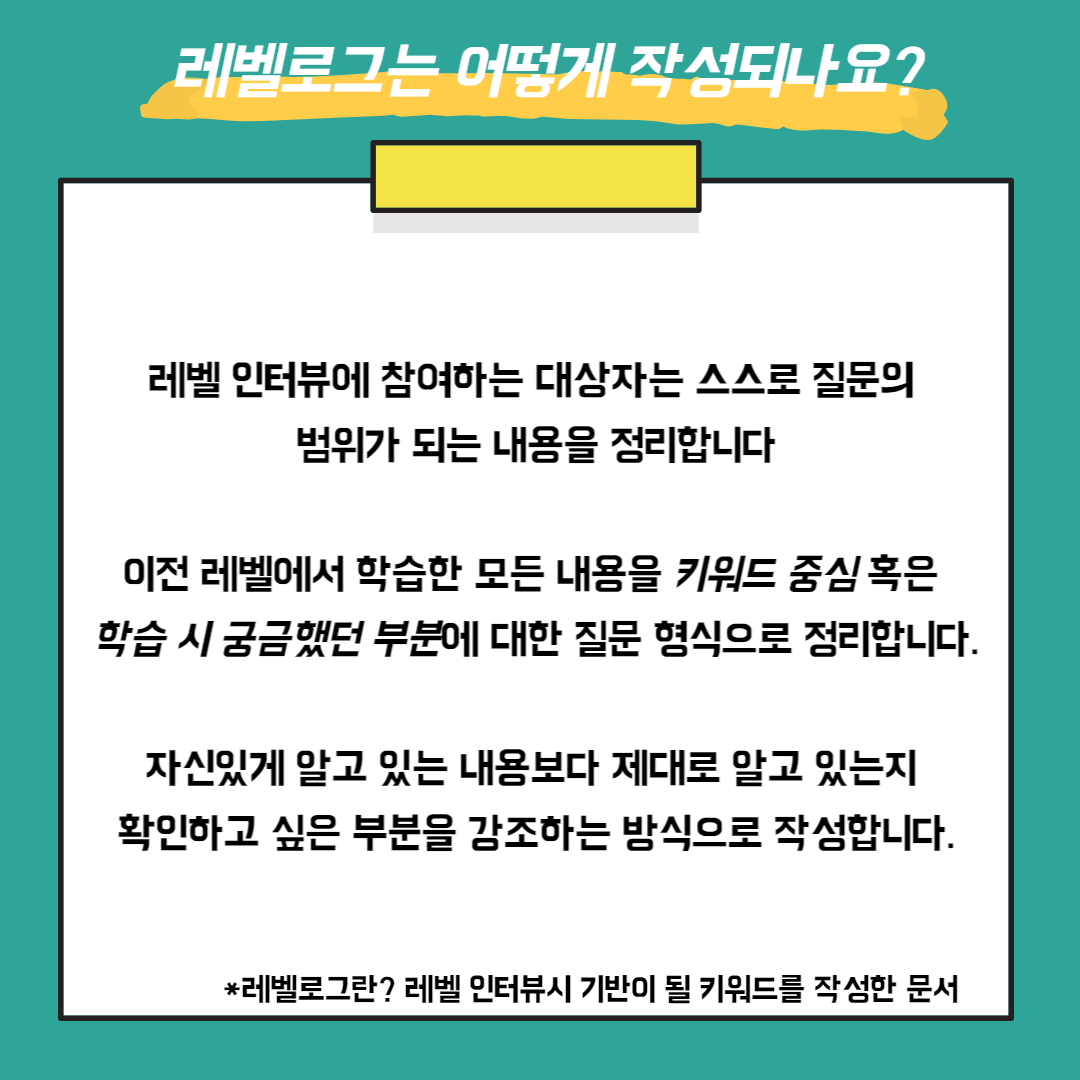 레벨로그는 어떻게 작성되나요?
레벨 인터뷰에 참여하는 대상자는 스스로 질문의
범위가 되는 내용을 정리합니다
이전 레벨에서 학습한 모든 내용을 키워드 중심 혹은
학습 시 궁금했던 부분에 대한 질문 형식으로 정리합니다.
자신있게 알고 있는 내용보다 제대로 알고 있는지
확인하고 싶은 부분을 강조하는 방식으로 작성합니다.
*레벨로그란? 레벨 인터뷰시 기반이 될 키워드를 작성한 문서